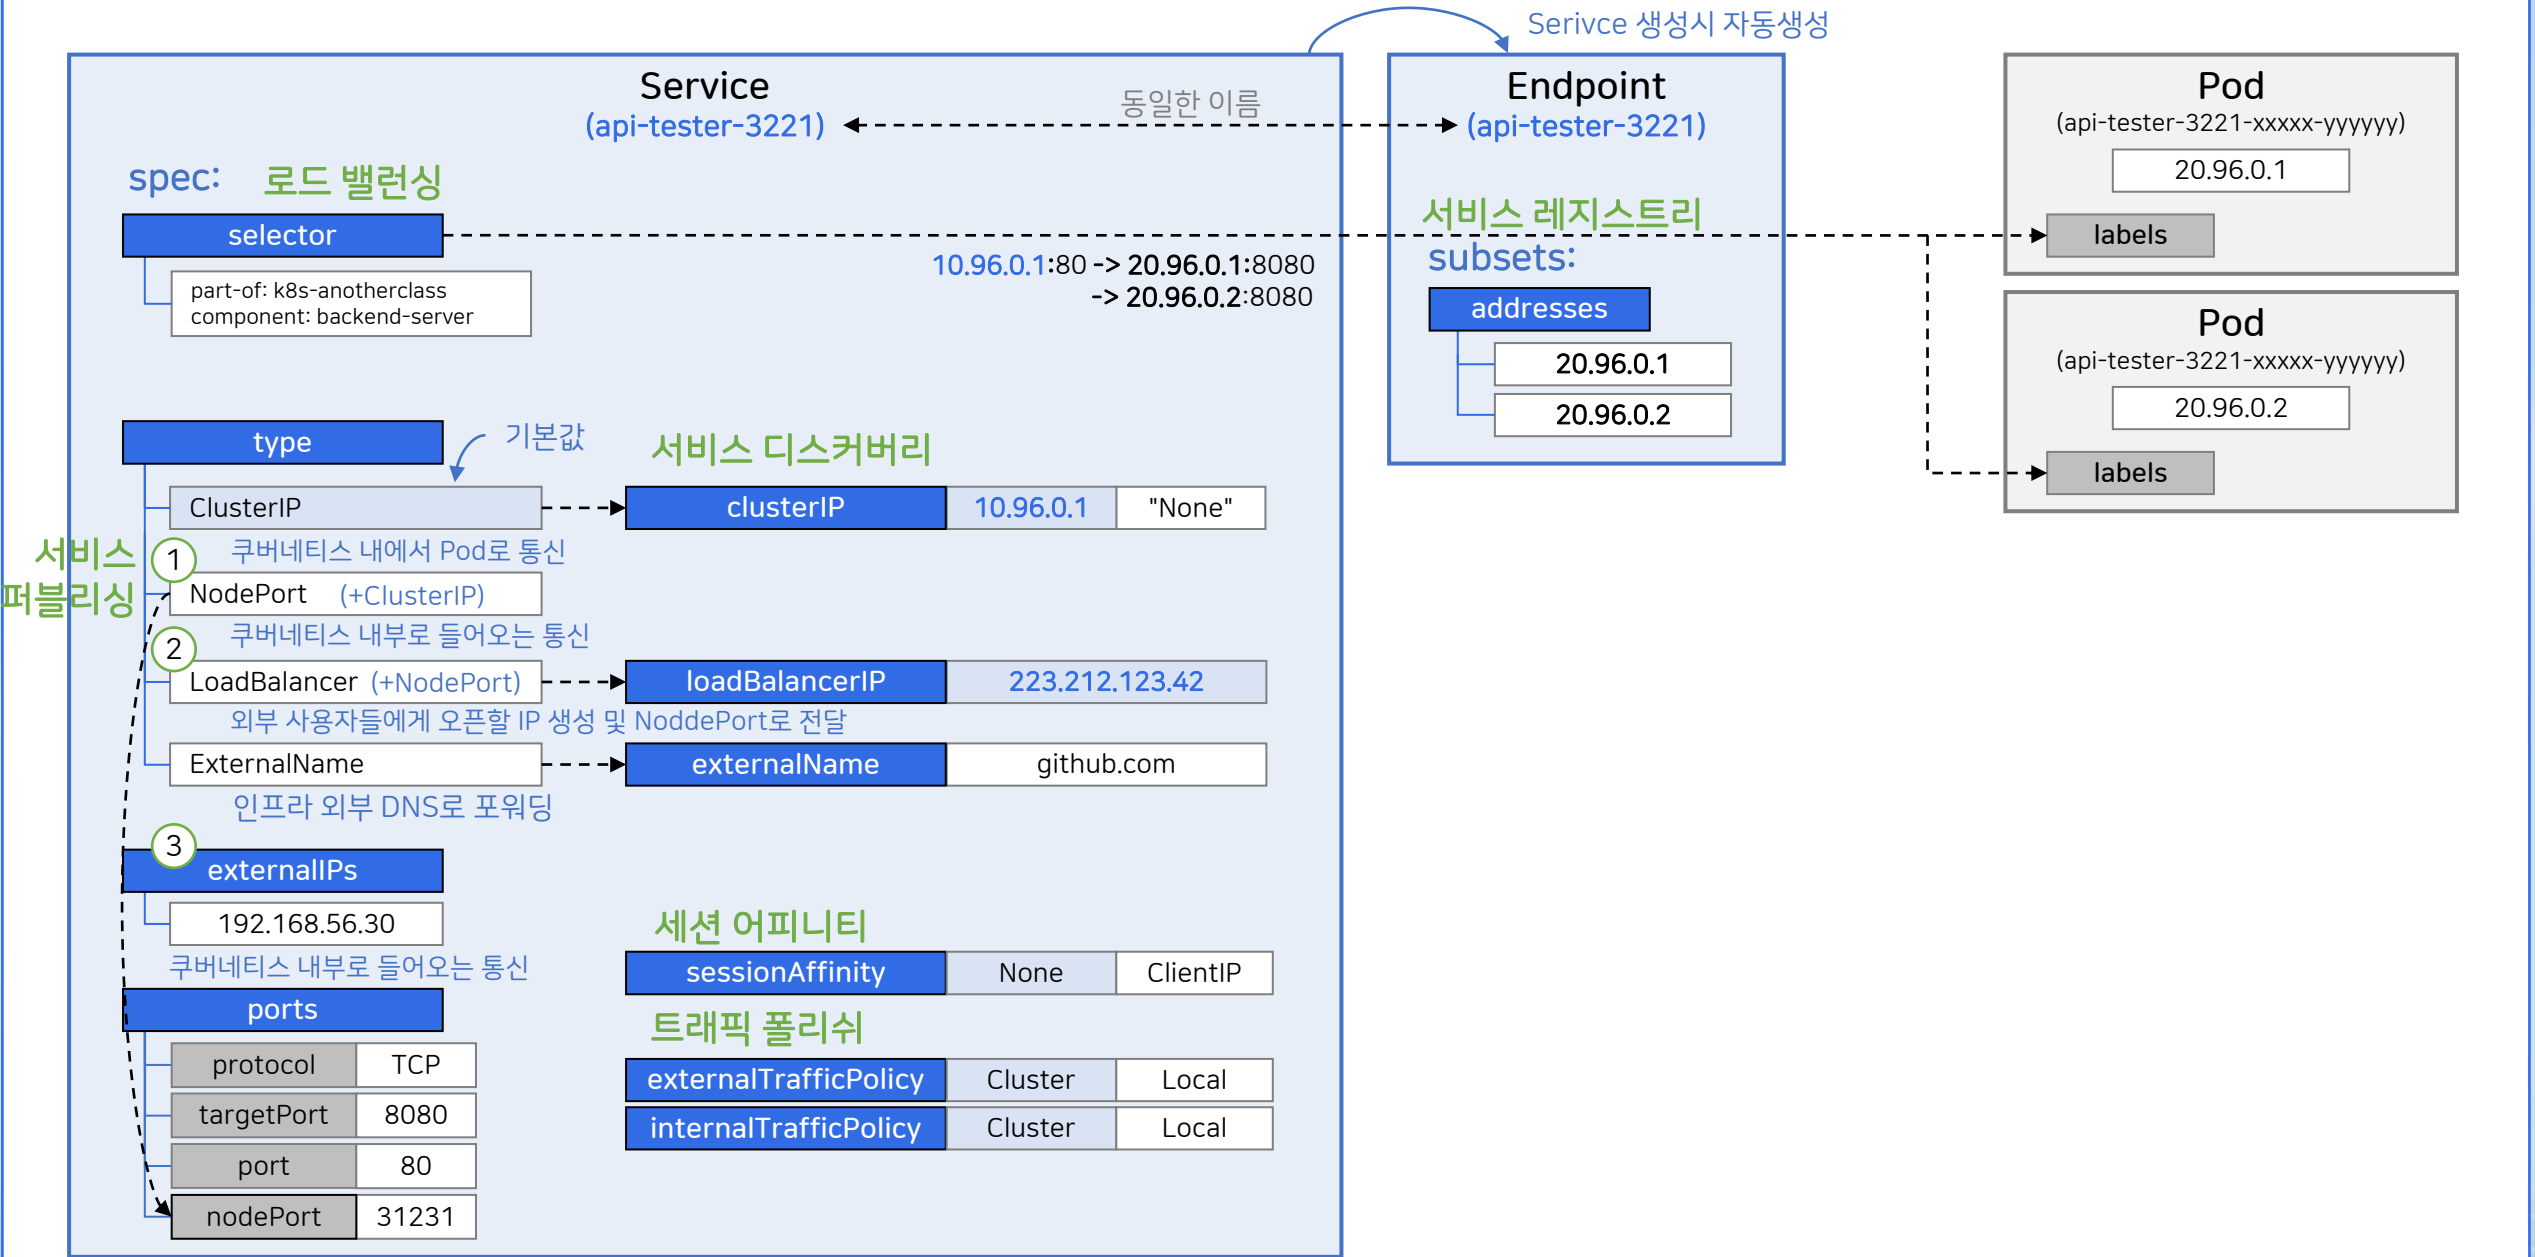 Serivce 생성시 자동생성
Service
(api-tester-3221)
동일한 이름
spec:
로드 밸런싱
selector
part-of: k8s-anotherclass
component: backend-server
10.96.0.1:80 -> 20.96.0.1:8080
-> 20.96.0.2:8080
type
기본값
서비스 디스커버리
ClusterIP
clusterIP
10.96.0.1
"None"
서비스
퍼블리싱
1
쿠버네티스 내에서 Pod로 통신
NodePort (+ClusterIP)
쿠버네티스 내부로 들어오는 통신
2
LoadBalancer (+NodePort)
loadBalancerIP
223.212.123.42
외부 사용자들에게 오픈할 IP 생성 및 NoddePort로 전달
ExternalName
externalName
github.com
인프라 외부 DNS로 포워딩
3
externalIPs
192.168.56.30
쿠버네티스 내부로 들어오는 통신
ports
protocol
TCP
targetPort
8080
port
80
nodePort
31231
세션 어피니티
sessionAffinity
None
ClientIP
트래픽 폴리쉬
externalTrafficPolicy
Cluster
Local
internalTrafficPolicy
Cluster
Local
Endpoint
(api-tester-3221)
서비스 레지스트리
subsets:
addresses
20.96.0.1
20.96.0.2
Pod
(api-tester-3221-xxxxx-yyyyyy)
20.96.0.1
labels
Pod
(api-tester-3221-xxxxx-yyyyyy)
20.96.0.2
labels